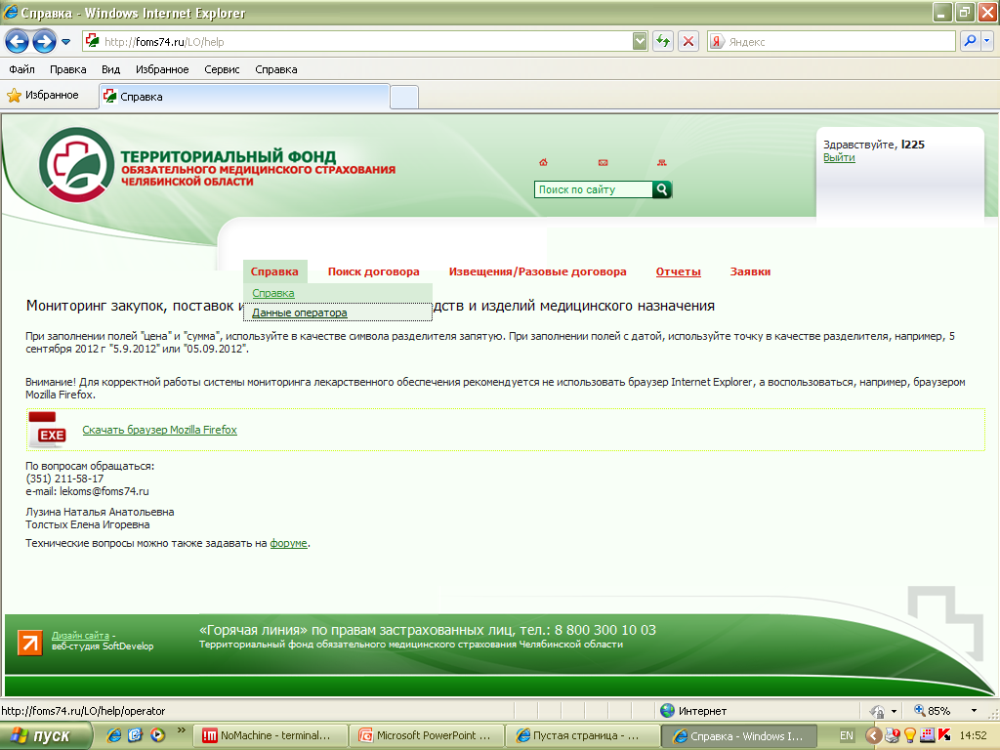 Справка - Windows Internet Explorer
http://foms74.ru/LO/help
Яндекс
Файл Правка Вид Избранное Сервис Справка
Избранное
Справка
ТЕРРИТОРИАЛЬНЫЙ ФОНД
ОБЯЗАТЕЛЬНОГО МЕДИЦИНСКОГО СТРАХОВАНИЯ
ЧЕЛЯБИНСКОЙ ОБЛАСТИ
Поиск по сайту
Здравствуйте, l225
Выйти
Справка Поиск договора Извещения/Разовые договора Отчеты Заявки
Справка
Данные оператора
Мониторинг закупок, поставок и дств и изделий медицинского назначения
При заполнении полей "цена" и "сумма", используйте в качестве символа разделителя запятую. При заполнении полей с датой, используйте точку в качестве разделителя, например, 5
сентября 2012 г "5.9.2012" или "05.09.2012".
Внимание! Для корректной работы системы мониторинга лекарственного обеспечения рекомендуется не использовать браузер Internet Explorer, а воспользоваться, например, браузером
Mozilla Firefox.
EXE
Скачать браузер Mozilla Firefox
По вопросам обращаться:
(351) 211-58-17
e-mail: lekoms@foms74.ru
Лузина Наталья Анатольевна
Толстых Елена Игоревна
Технические вопросы можно также задавать на форуме.
Дизайн сайта -
веб-студия SoftDevelop
«Горячая линия» по правам застрахованных лиц, тел.: 8 800 300 10 03
Территориальный фонд обязательного медицинского страхования Челябинской области
http://foms74.ru/LO/help/operator
Интернет
85%
пуск
NoMachine - terminal...
Microsoft PowerPoint ...
Пустая страница - ...
Справка - Windows I...
EN
14:52